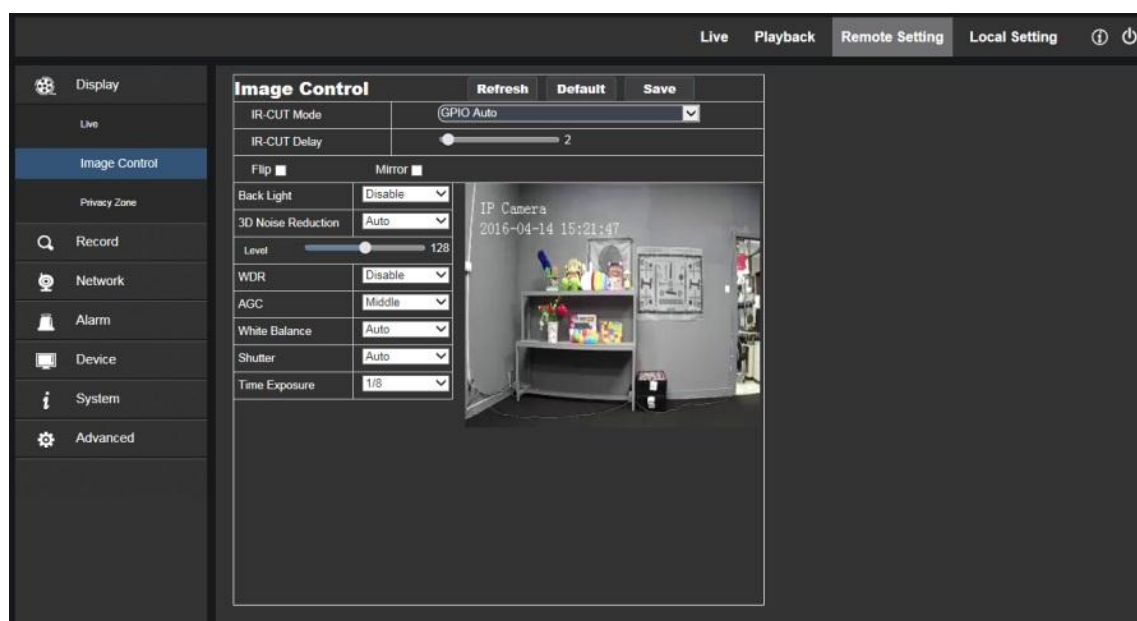 Live Playback Remote Setting Local Setting
Display
Live
Image Control
Privacy Zone
Record
Network
Alarm
Device
System
Advanced
Image Control Refresh Default Save
IR-CUT Mode GPIO Auto
IR-CUT Delay 2
Flip Mirror
Back Light Disable
3D Noise Reduction Auto
Level 128
WDR Disable
AGC Middle
White Balance Auto
Shutter Auto
Time Exposure 1/8
IP Camera
2016-04-14 15:21:47